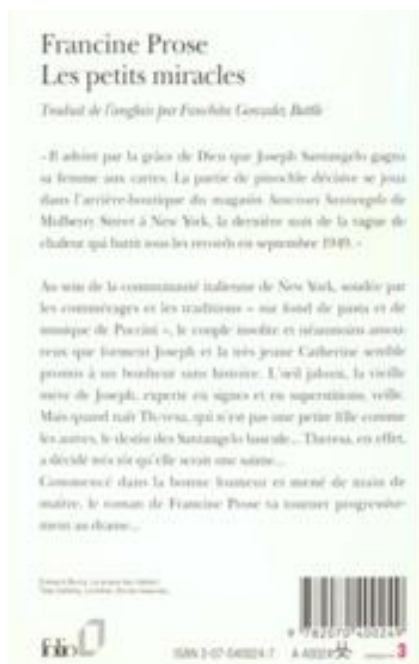 Francine Prose
Les petits miracles
Traduit de l'anglais par Fanchita Gonzalez Batlle
« Il advint par la grâce de Dieu que Joseph Santangelo gagna
sa femme aux cartes. La partie de pinochle décisive se joua
dans l'arrière-boutique du magasin Saucisses Santangelo de
Mulberry Street à New York, la dernière nuit de la vague de
chaleur qui battit tous les records en septembre 1949. »
Au sein de la communauté italienne de New York, soudée par
les commérages et les traditions – sur fond de pasta et de
musique de Puccini –, le couple insolite et néanmoins amou-
reux que forment Joseph et la très jeune Catherine semble
promis à un bonheur sans histoire. L'œil jaloux, la vieille
mère de Joseph, experte en signes et en superstitions, veille.
Mais quand naît Theresa, qui n'est pas une petite fille comme
les autres, le destin des Santangelo bascule... Theresa, en effet,
a décidé très tôt qu'elle serait une sainte...
Commencé dans la bonne humeur et mené de main de
maître, le roman de Francine Prose va tourner progressive-
ment au drame...
folio
ISBN 2-07-040024-7
A 40024
9 782070 400249
3